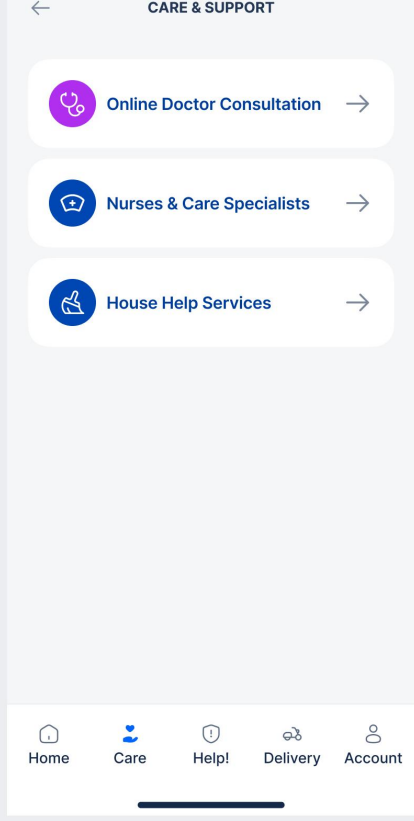 CARE & SUPPORT
Online Doctor Consultation
Nurses & Care Specialists
House Help Services
Home Care Help! Delivery Account